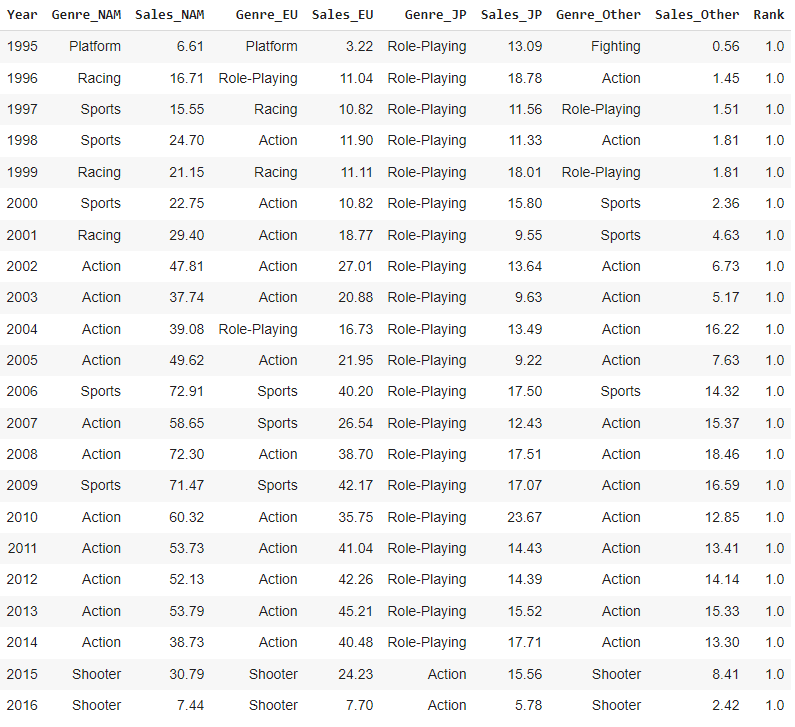 Year Genre_NAM Sales_NAM Genre_EU Sales_EU Genre_JP Sales_JP Genre_Other Sales_Other Rank
1995 Platform 6.61 Platform 3.22 Role-Playing 13.09 Fighting 0.56 1.0
1996 Racing 16.71 Role-Playing 11.04 Role-Playing 18.78 Action 1.45 1.0
1997 Sports 15.55 Racing 10.82 Role-Playing 11.56 Role-Playing 1.51 1.0
1998 Sports 24.70 Action 11.90 Role-Playing 11.33 Action 1.81 1.0
1999 Racing 21.15 Racing 11.11 Role-Playing 18.01 Role-Playing 1.81 1.0
2000 Sports 22.75 Action 10.82 Role-Playing 15.80 Sports 2.36 1.0
2001 Racing 29.40 Action 18.77 Role-Playing 9.55 Sports 4.63 1.0
2002 Action 47.81 Action 27.01 Role-Playing 13.64 Action 6.73 1.0
2003 Action 37.74 Action 20.88 Role-Playing 9.63 Action 5.17 1.0
2004 Action 39.08 Role-Playing 16.73 Role-Playing 13.49 Action 16.22 1.0
2005 Action 49.62 Action 21.95 Role-Playing 9.22 Action 7.63 1.0
2006 Sports 72.91 Sports 40.20 Role-Playing 17.50 Sports 14.32 1.0
2007 Action 58.65 Sports 26.54 Role-Playing 12.43 Action 15.37 1.0
2008 Action 72.30 Action 38.70 Role-Playing 17.51 Action 18.46 1.0
2009 Sports 71.47 Sports 42.17 Role-Playing 17.07 Action 16.59 1.0
2010 Action 60.32 Action 35.75 Role-Playing 23.67 Action 12.85 1.0
2011 Action 53.73 Action 41.04 Role-Playing 14.43 Action 13.41 1.0
2012 Action 52.13 Action 42.26 Role-Playing 14.39 Action 14.14 1.0
2013 Action 53.79 Action 45.21 Role-Playing 15.52 Action 15.33 1.0
2014 Action 38.73 Action 40.48 Role-Playing 17.71 Action 13.30 1.0
2015 Shooter 30.79 Shooter 24.23 Action 15.56 Shooter 8.41 1.0
2016 Shooter 7.44 Shooter 7.70 Action 5.78 Shooter 2.42 1.0